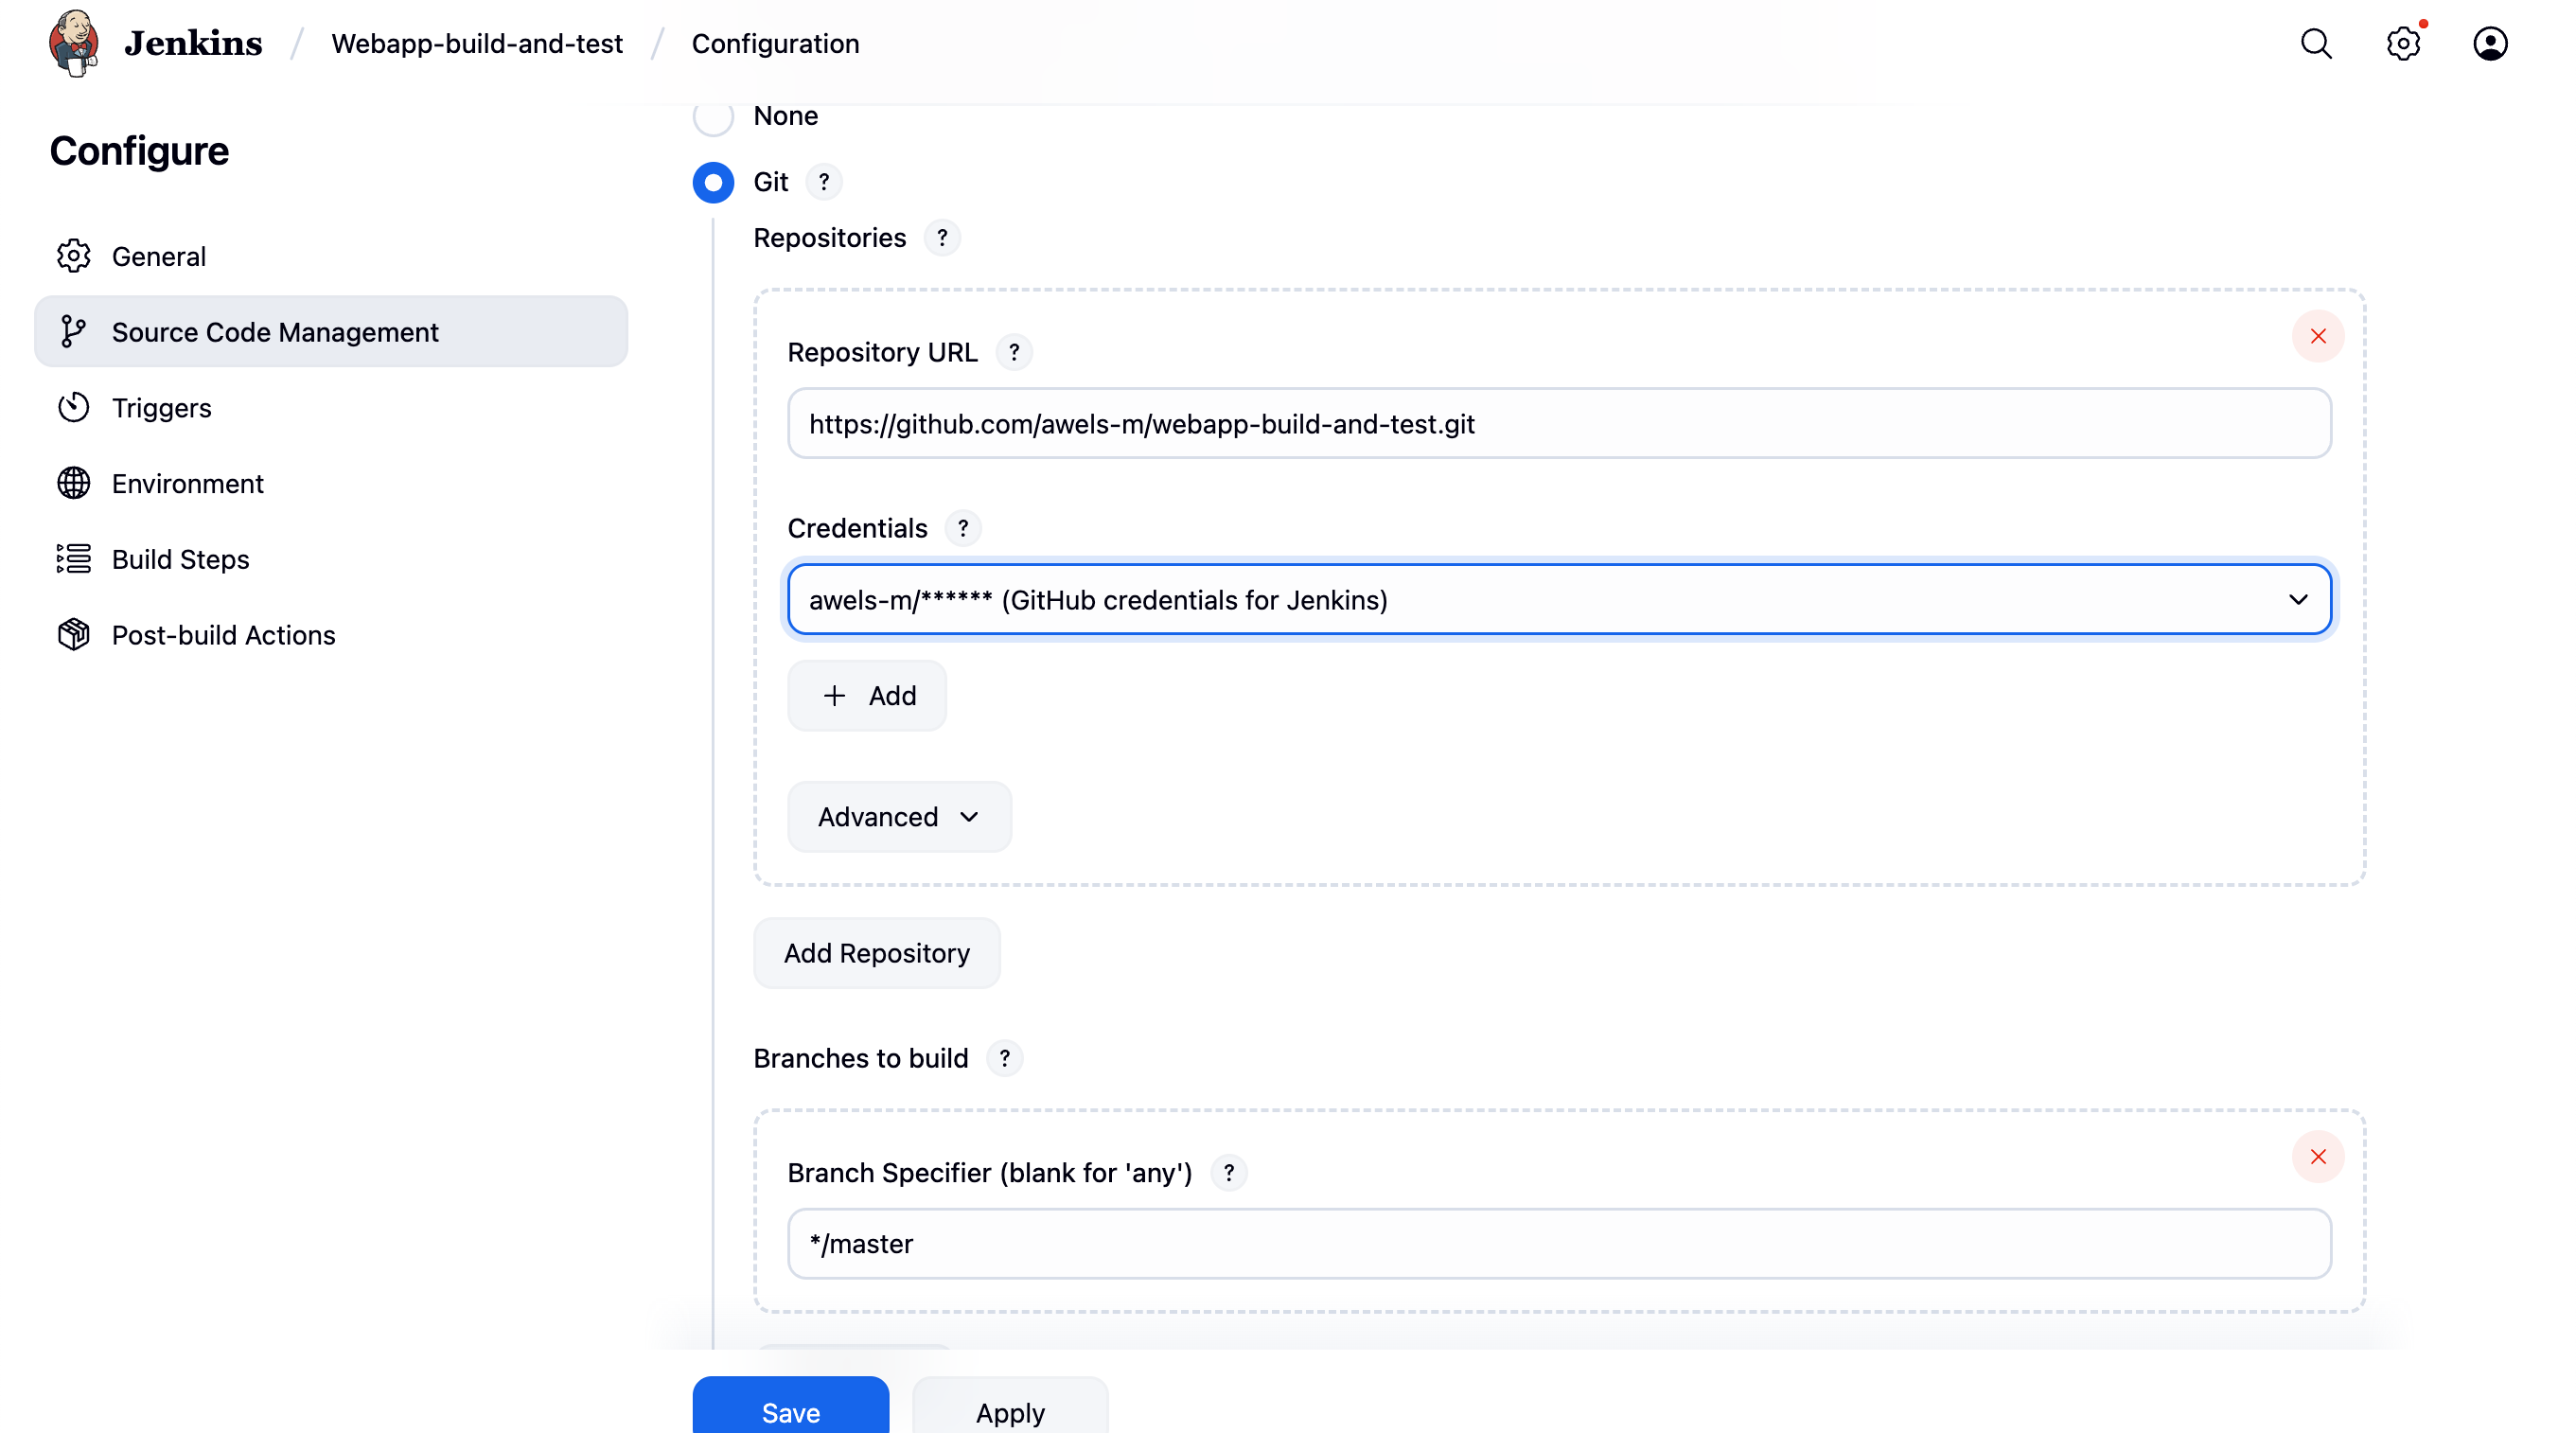 Jenkins / Webapp-build-and-test / Configuration
Configure
General
Source Code Management
Triggers
Environment
Build Steps
Post-build Actions
None
Git ?
Repositories ?
Repository URL ?
https://github.com/awels-m/webapp-build-and-test.git
Credentials ?
awels-m/****** (GitHub credentials for Jenkins)
+ Add
Advanced
Add Repository
Branches to build ?
Branch Specifier (blank for 'any') ?
*/master
Save
Apply